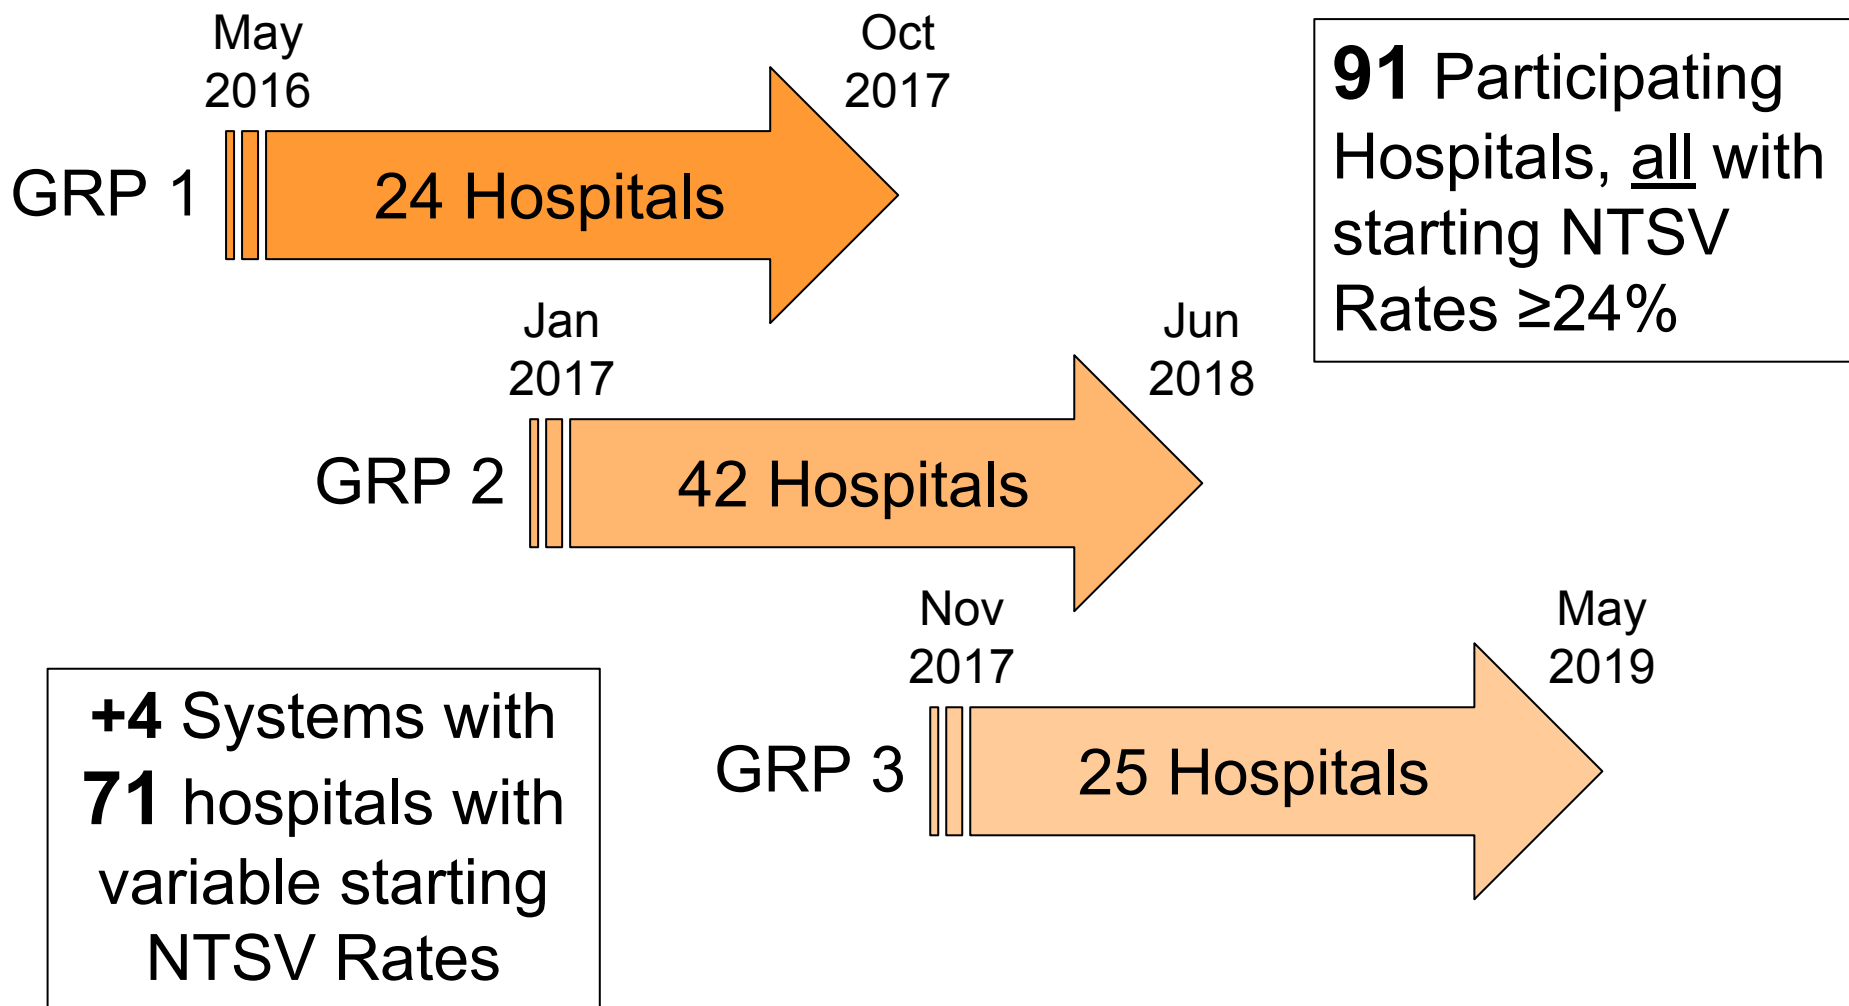 May
2016
Oct
2017
GRP 1
24 Hospitals
91 Participating
Hospitals, all with
starting NTSV
Rates ≥24%
Jan
2017
Jun
2018
GRP 2
42 Hospitals
Nov
2017
May
2019
GRP 3
25 Hospitals
+4 Systems with
71 hospitals with
variable starting
NTSV Rates